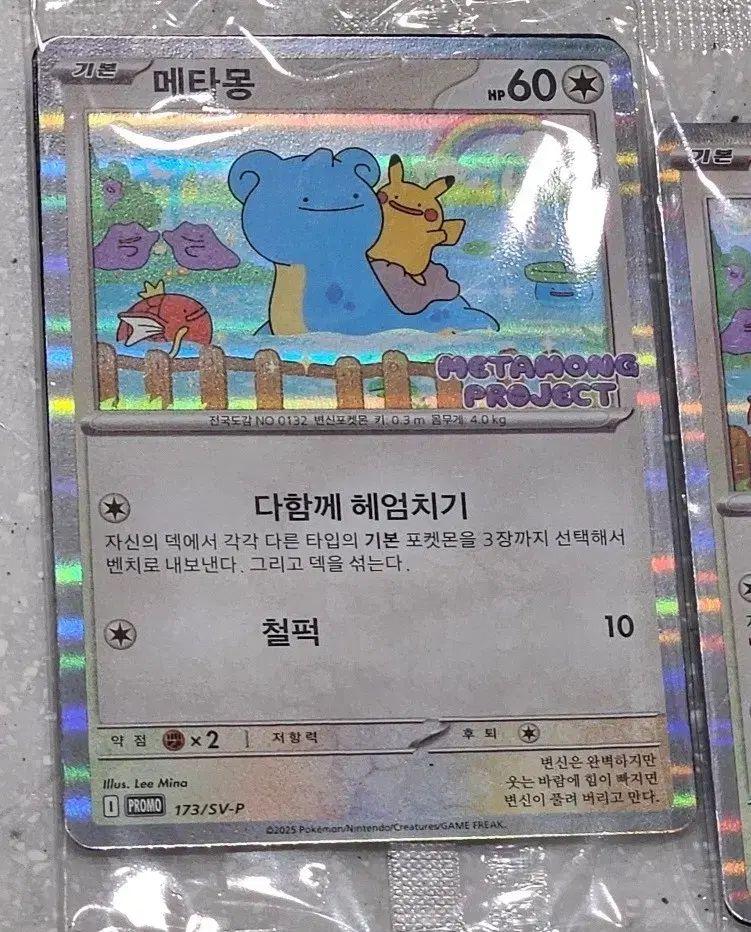 기본 메타몽 HP 60
METAMONG
PROJECT
전국도감 NO 0132 변신포켓몬 키 0.3 m 몸무게 4.0 kg
다함께 헤엄치기
자신의 덱에서 각각 다른 타입의 기본 포켓몬을 3장까지 선택해서
벤치로 내보낸다. 그리고 덱을 섞는다.
철퍽 10
약점 ×2 저항력 후퇴
변신은 완벽하지만
웃는 바람에 힘이 빠지면
변신이 풀려 버리고 만다.
Illus. Lee Mina
I PROMO 173/SV-P
©2025 Pokémon/Nintendo/Creatures/GAME FREAK.
기본